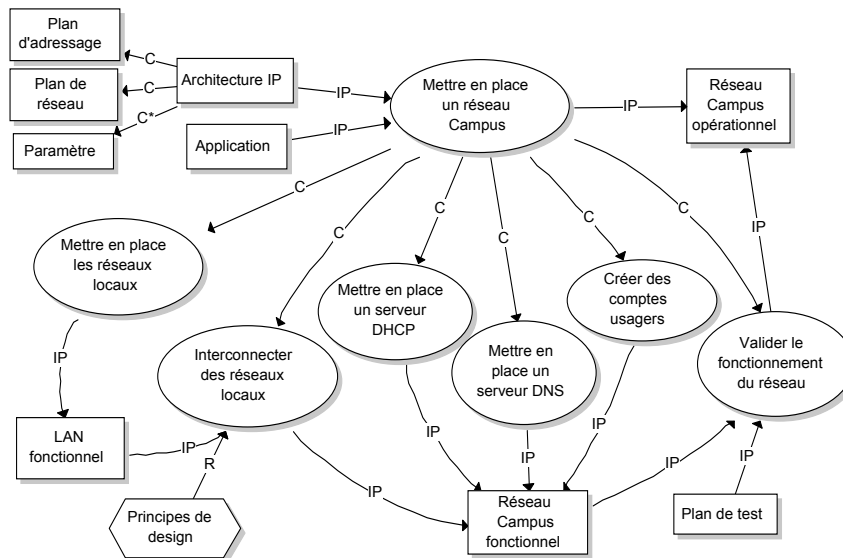 Plan
d'adressage
C
Plan de
réseau
C
Architecture IP
IP
Mettre en place
un réseau
Campus
IP
Réseau
Campus
opérationnel
C*
Paramètre
Application
IP
C
C
C
C
C
C
IP
Mettre en place
les réseaux
locaux
Mettre en place
un serveur
DHCP
Créer des
comptes
usagers
Interconnecter
des réseaux
locaux
Mettre en
place un
serveur DNS
Valider le
fonctionnement
du réseau
IP
LAN
fonctionnel
IP
R
IP
IP
IP
IP
IP
IP
Principes de
design
Réseau
Campus
fonctionnel
Plan de test